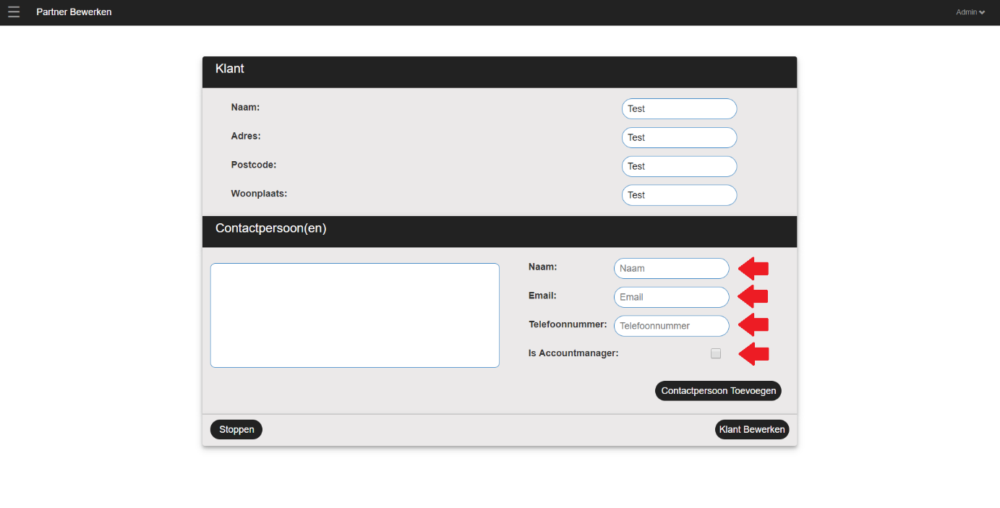 Partner Bewerken
Admin
Klant
Naam: Test
Adres: Test
Postcode: Test
Woonplaats: Test
Contactpersoon(en)
Naam: Naam
Email: Email
Telefoonnummer: Telefoonnummer
Is Accountmanager:
Contactpersoon Toevoegen
Stoppen
Klant Bewerken